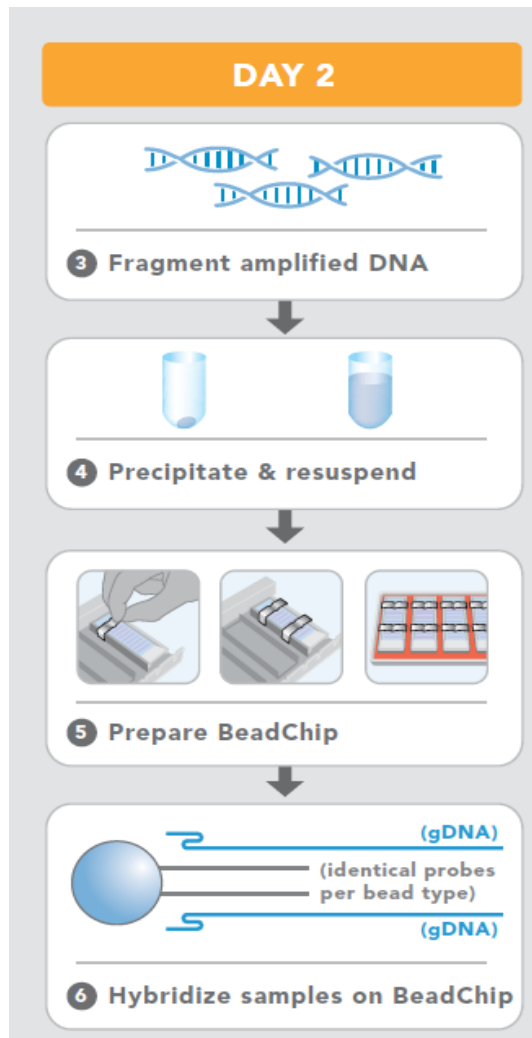 DAY 2
3 Fragment amplified DNA
4 Precipitate & resuspend
5 Prepare BeadChip
(gDNA)
(identical probes
per bead type)
(gDNA)
6 Hybridize samples on BeadChip